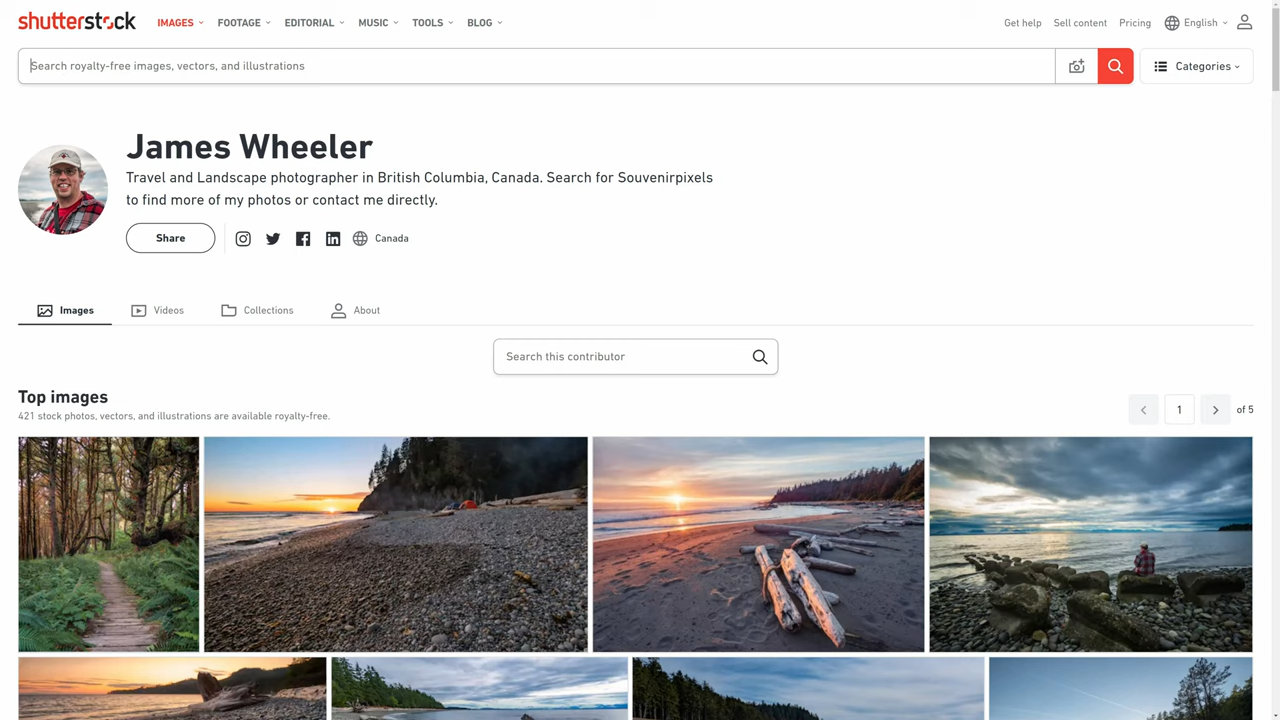 shutterstock
IMAGES FOOTAGE EDITORIAL MUSIC TOOLS BLOG
Get help Sell content Pricing English
Search royalty-free images, vectors, and illustrations
Categories
James Wheeler
Travel and Landscape photographer in British Columbia, Canada. Search for Souvenirpixels
to find more of my photos or contact me directly.
Share
Canada
Images Videos Collections About
Search this contributor
Top images
421 stock photos, vectors, and illustrations are available royalty-free.
1 of 5